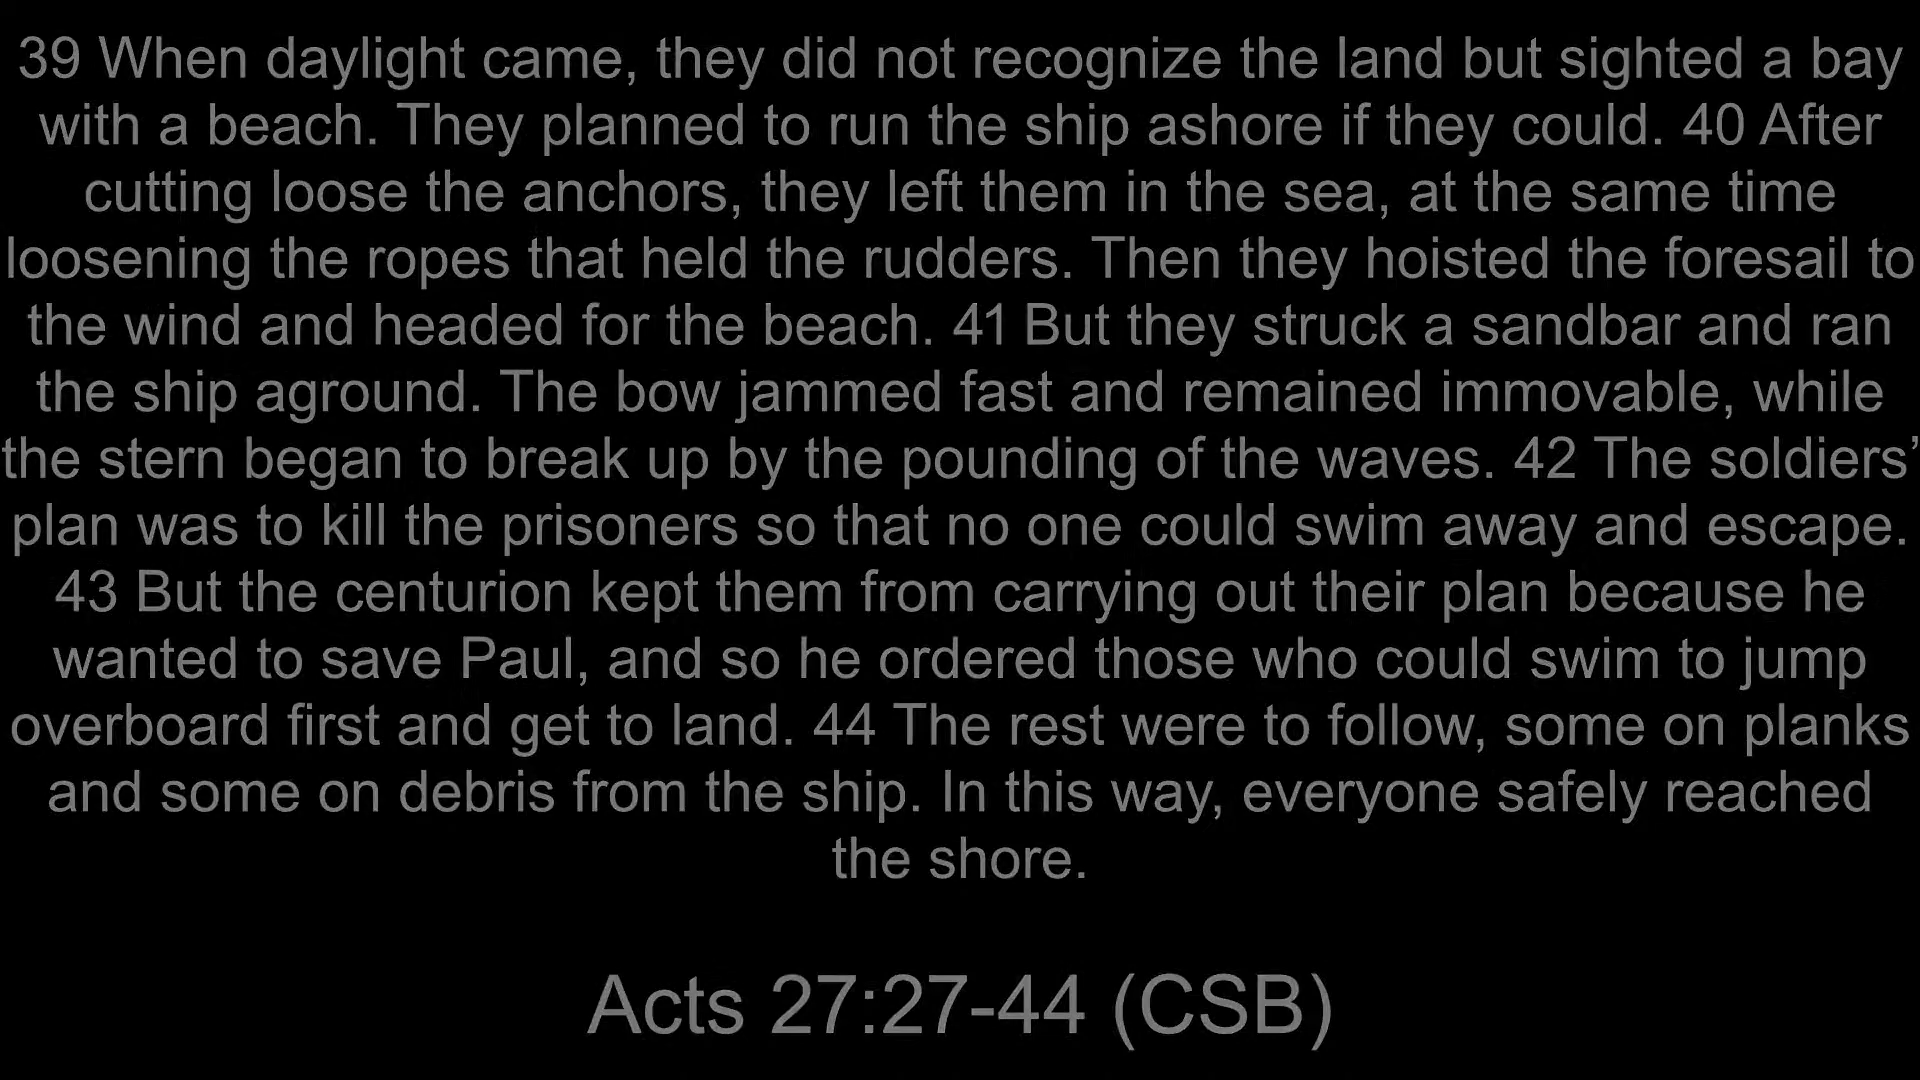 39 When daylight came, they did not recognize the land but sighted a bay
with a beach. They planned to run the ship ashore if they could. 40 After
cutting loose the anchors, they left them in the sea, at the same time
loosening the ropes that held the rudders. Then they hoisted the foresail to
the wind and headed for the beach. 41 But they struck a sandbar and ran
the ship aground. The bow jammed fast and remained immovable, while
the stern began to break up by the pounding of the waves. 42 The soldiers’
plan was to kill the prisoners so that no one could swim away and escape.
43 But the centurion kept them from carrying out their plan because he
wanted to save Paul, and so he ordered those who could swim to jump
overboard first and get to land. 44 The rest were to follow, some on planks
and some on debris from the ship. In this way, everyone safely reached
the shore.
Acts 27:27-44 (CSB)